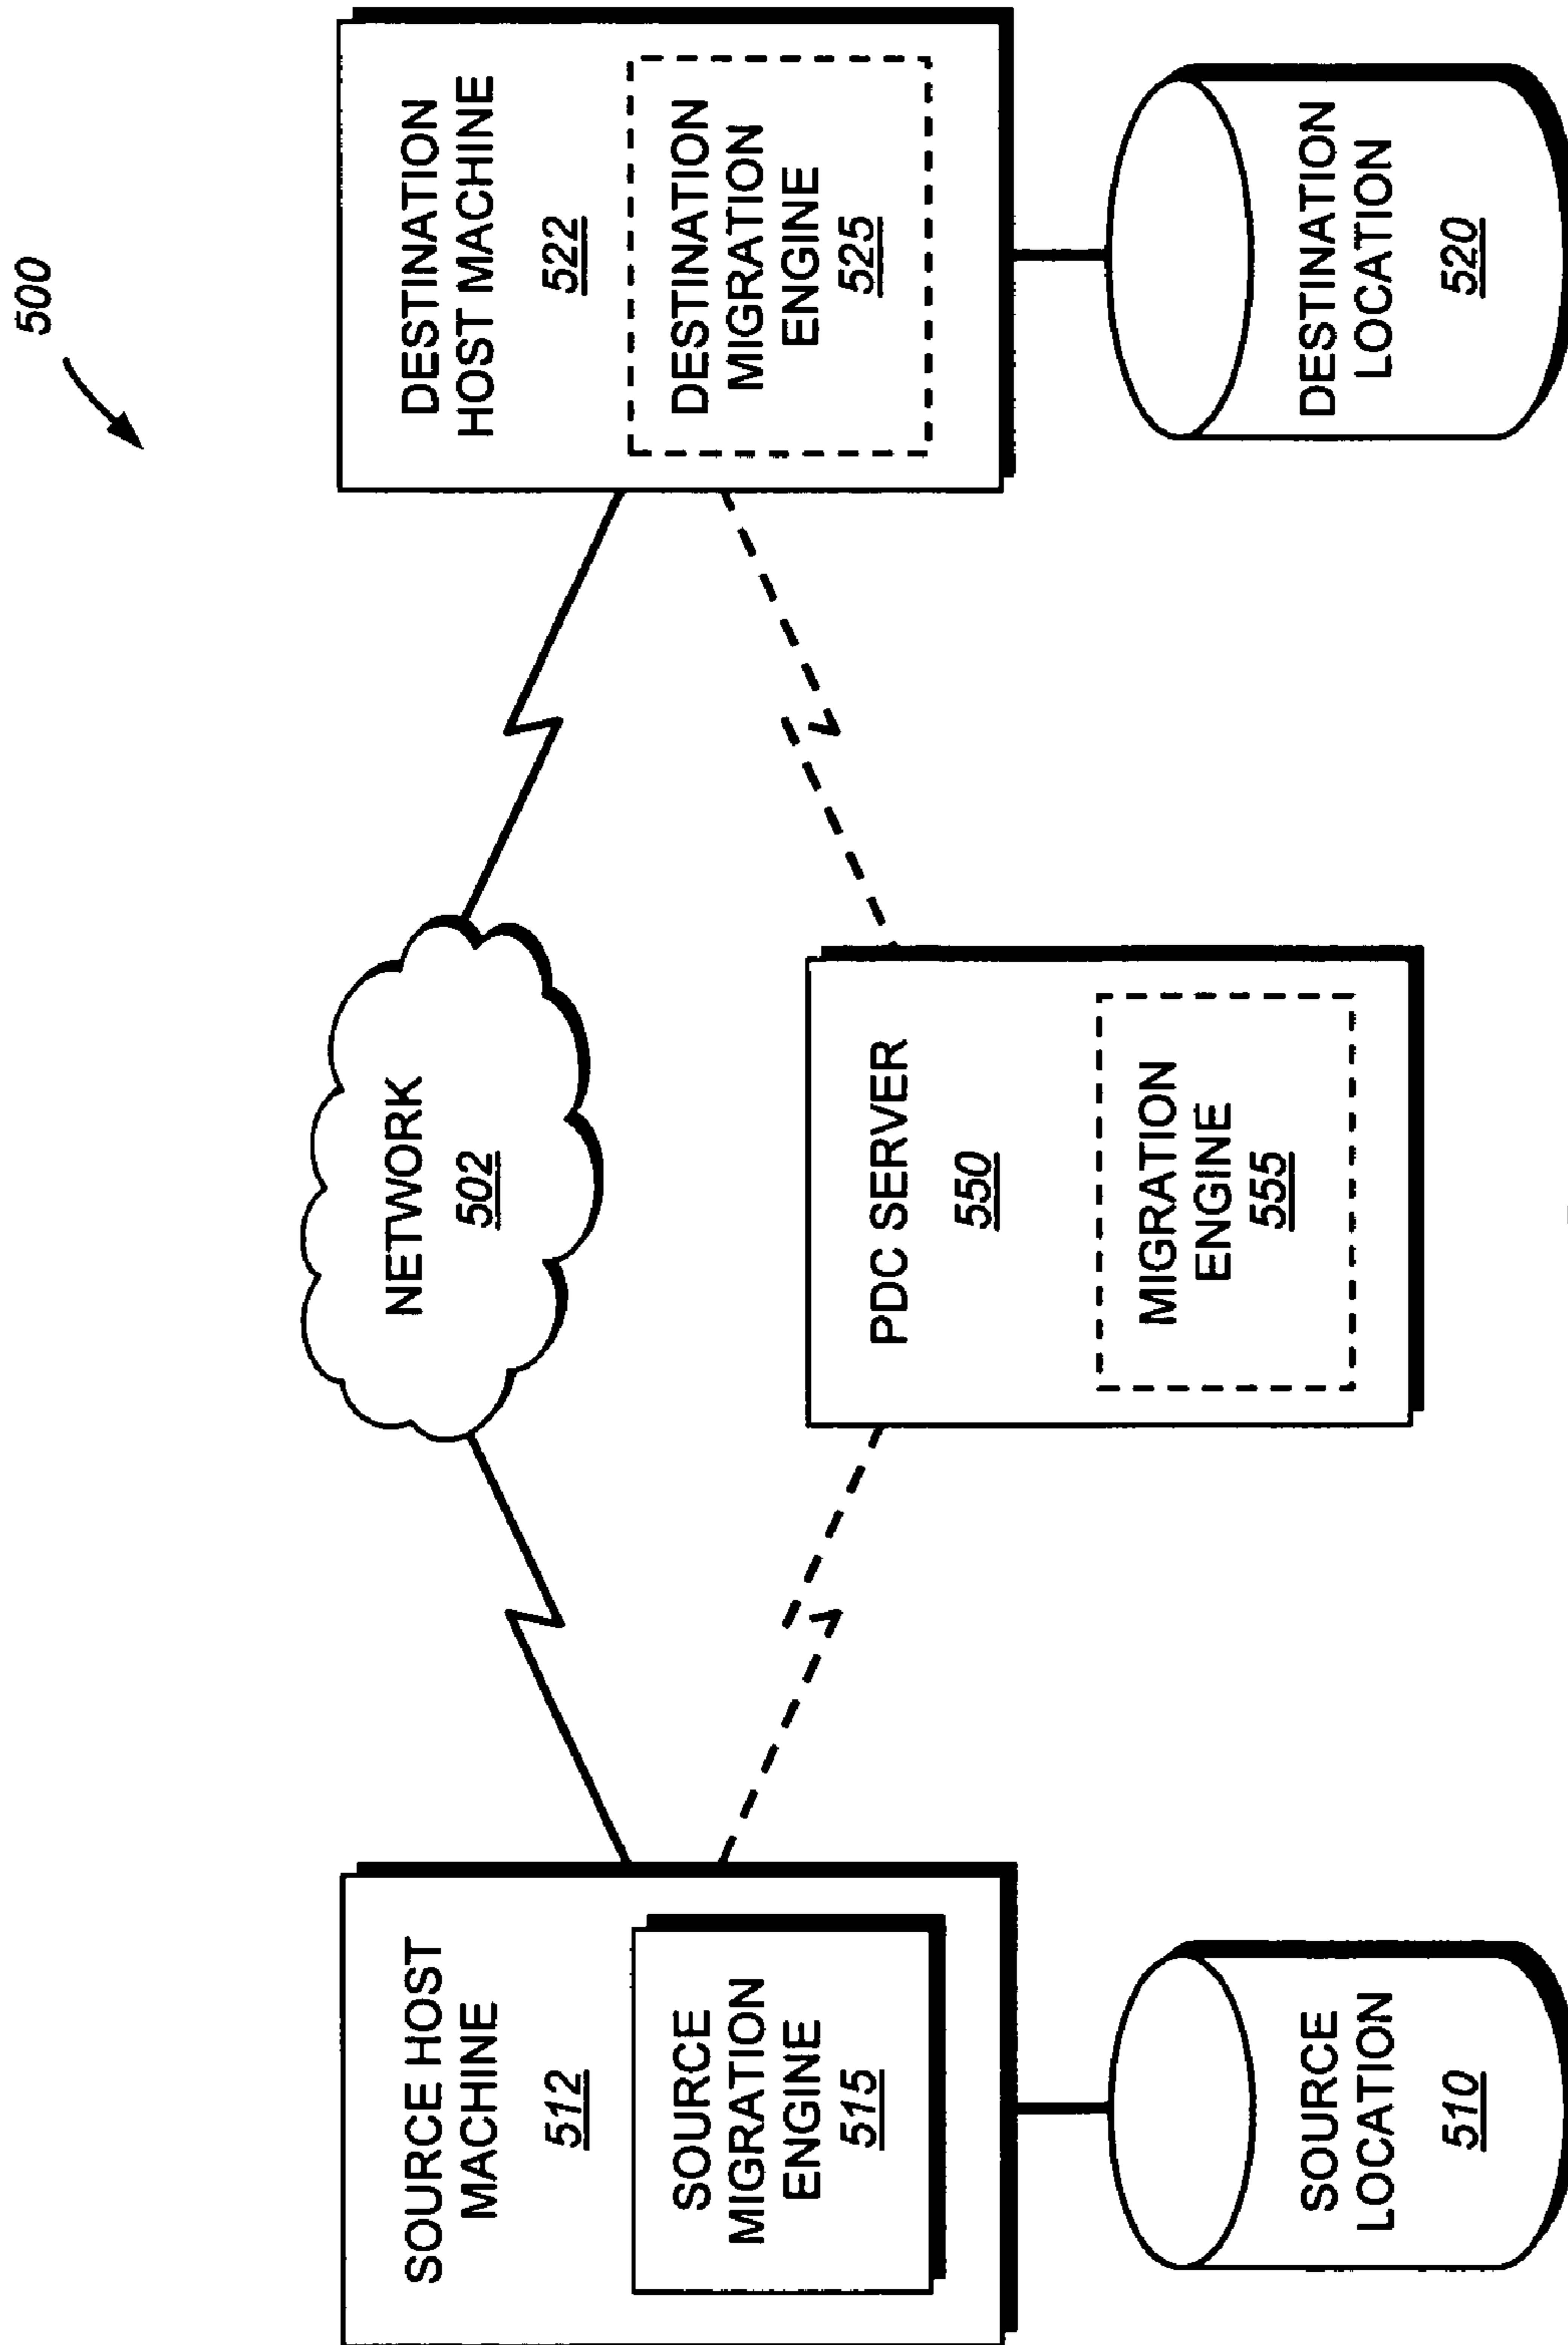 500
SOURCE HOST
MACHINE
512
SOURCE
MIGRATION
ENGINE
515
SOURCE
LOCATION
510
NETWORK
502
PDC SERVER
550
MIGRATION
ENGINE
555
DESTINATION
HOST MACHINE
522
DESTINATION
MIGRATION
ENGINE
525
DESTINATION
LOCATION
520